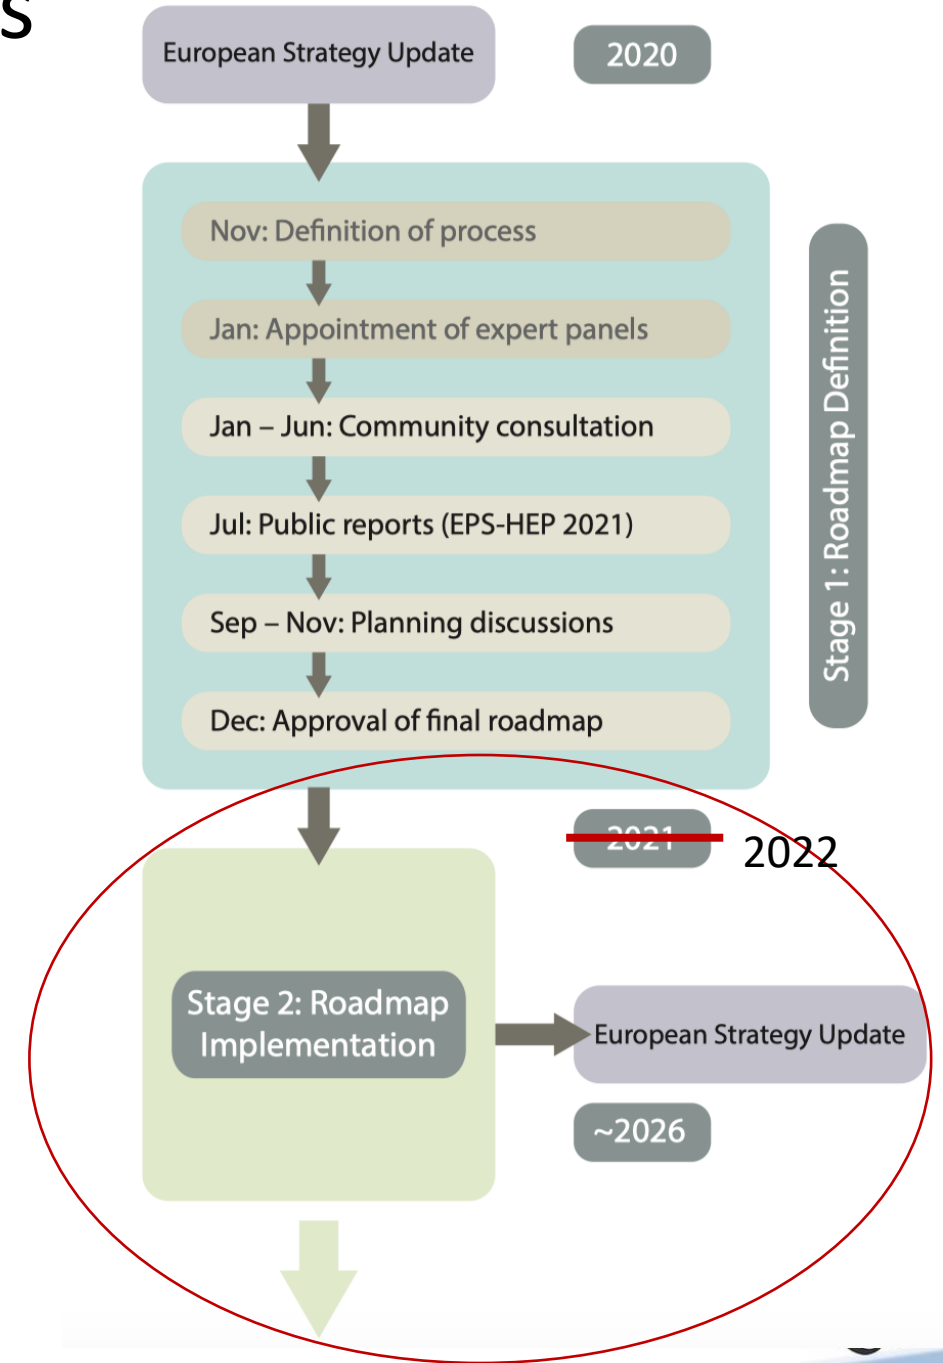 s
European Strategy Update
2020
Nov: Definition of process
Jan: Appointment of expert panels
Jan – Jun: Community consultation
Jul: Public reports (EPS-HEP 2021)
Sep – Nov: Planning discussions
Dec: Approval of final roadmap
Stage 1: Roadmap Definition
2021
2022
Stage 2: Roadmap
Implementation
European Strategy Update
~2026